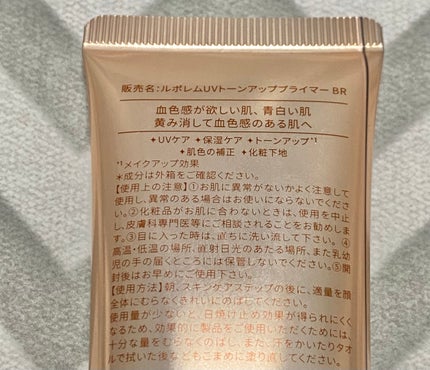 販売名:ルポレムUVトーンアッププライマー BR
血色感が欲しい肌、青白い肌
黄み消して血色感のある肌へ
✦UVケア ✦保湿ケア ✦トーンアップ*¹
✦肌色の補正 ✦化粧下地
*¹メイクアップ効果
*成分は外箱をご確認ください。
【使用上の注意】①お肌に異常がないかよく注意して
使用し、異常のある場合はお使いにならないでくださ
い。②化粧品がお肌に合わないときは、使用を中止
し、皮膚科専門医等にご相談されることをお勧めしま
す。③目に入った時は、直ちに洗い流して下さい。④
高温・低温の場所、直射日光のあたる場所、また乳幼
児の手の届くところには保管しないでください。⑤開
封後はお早めにご使用下さい。
【使用方法】朝、スキンケアステップの後に、適量を顔
全体にむらなくきれいにのばしてください。
使用量が少ないと、日焼け止め効果が得られにくく
なるため、効果的に製品をご使用いただくためには、
十分な量をむらなくのばし、また、汗をかいたりタオ
ルで拭いた後などもこまめに塗り直してください。